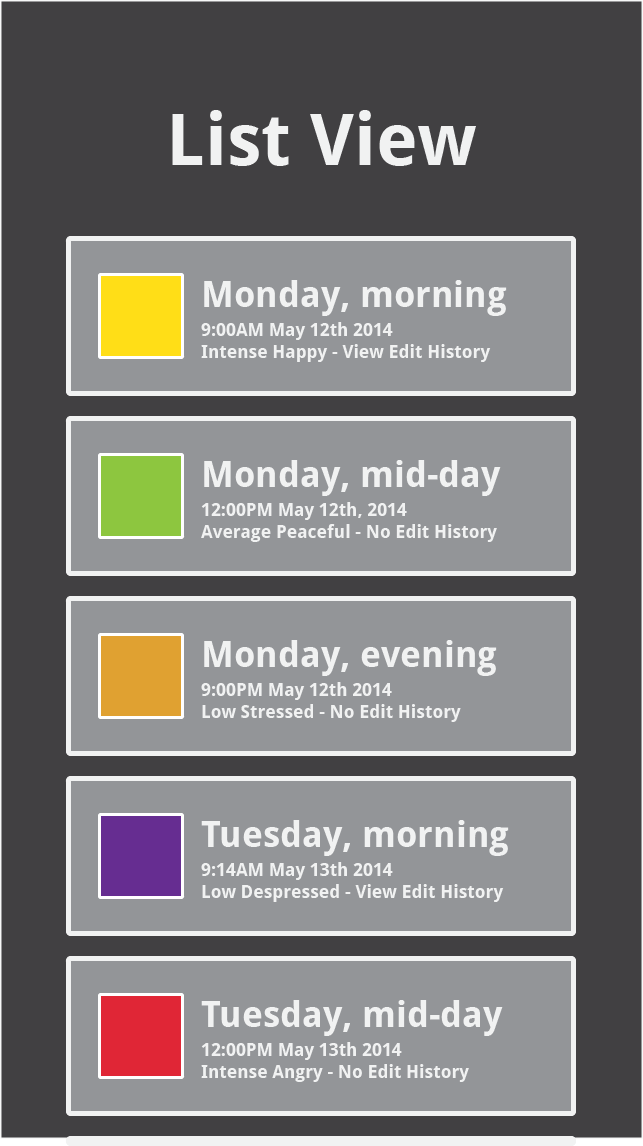 List View
Monday, morning
9:00AM May 12th 2014
Intense Happy - View Edit History
Monday, mid-day
12:00PM May 12th, 2014
Average Peaceful - No Edit History
Monday, evening
9:00PM May 12th 2014
Low Stressed - No Edit History
Tuesday, morning
9:14AM May 13th 2014
Low Despressed - View Edit History
Tuesday, mid-day
12:00PM May 13th 2014
Intense Angry - No Edit History